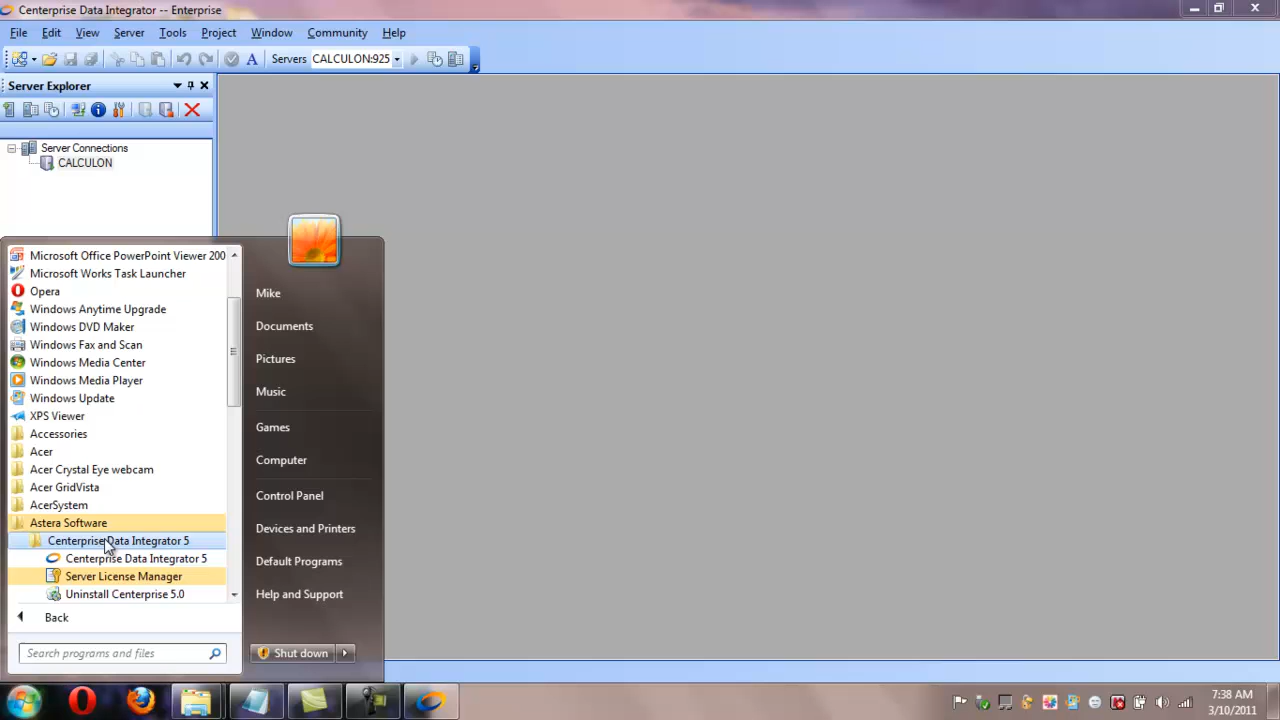 Centerprise Data Integrator -- Enterprise
File Edit View Server Tools Project Window Community Help
Servers CALCULON:925
Server Explorer
Server Connections
CALCULON
Microsoft Office PowerPoint Viewer 200
Microsoft Works Task Launcher
Opera
Windows Anytime Upgrade
Windows DVD Maker
Windows Fax and Scan
Windows Media Center
Windows Media Player
Windows Update
XPS Viewer
Accessories
Acer
Acer Crystal Eye webcam
Acer GridVista
AcerSystem
Astera Software
Centerprise Data Integrator 5
Centerprise Data Integrator 5
Server License Manager
Uninstall Centerprise 5.0
Back
Search programs and files
Mike
Documents
Pictures
Music
Games
Computer
Control Panel
Devices and Printers
Default Programs
Help and Support
Shut down
7:38 AM
3/10/2011